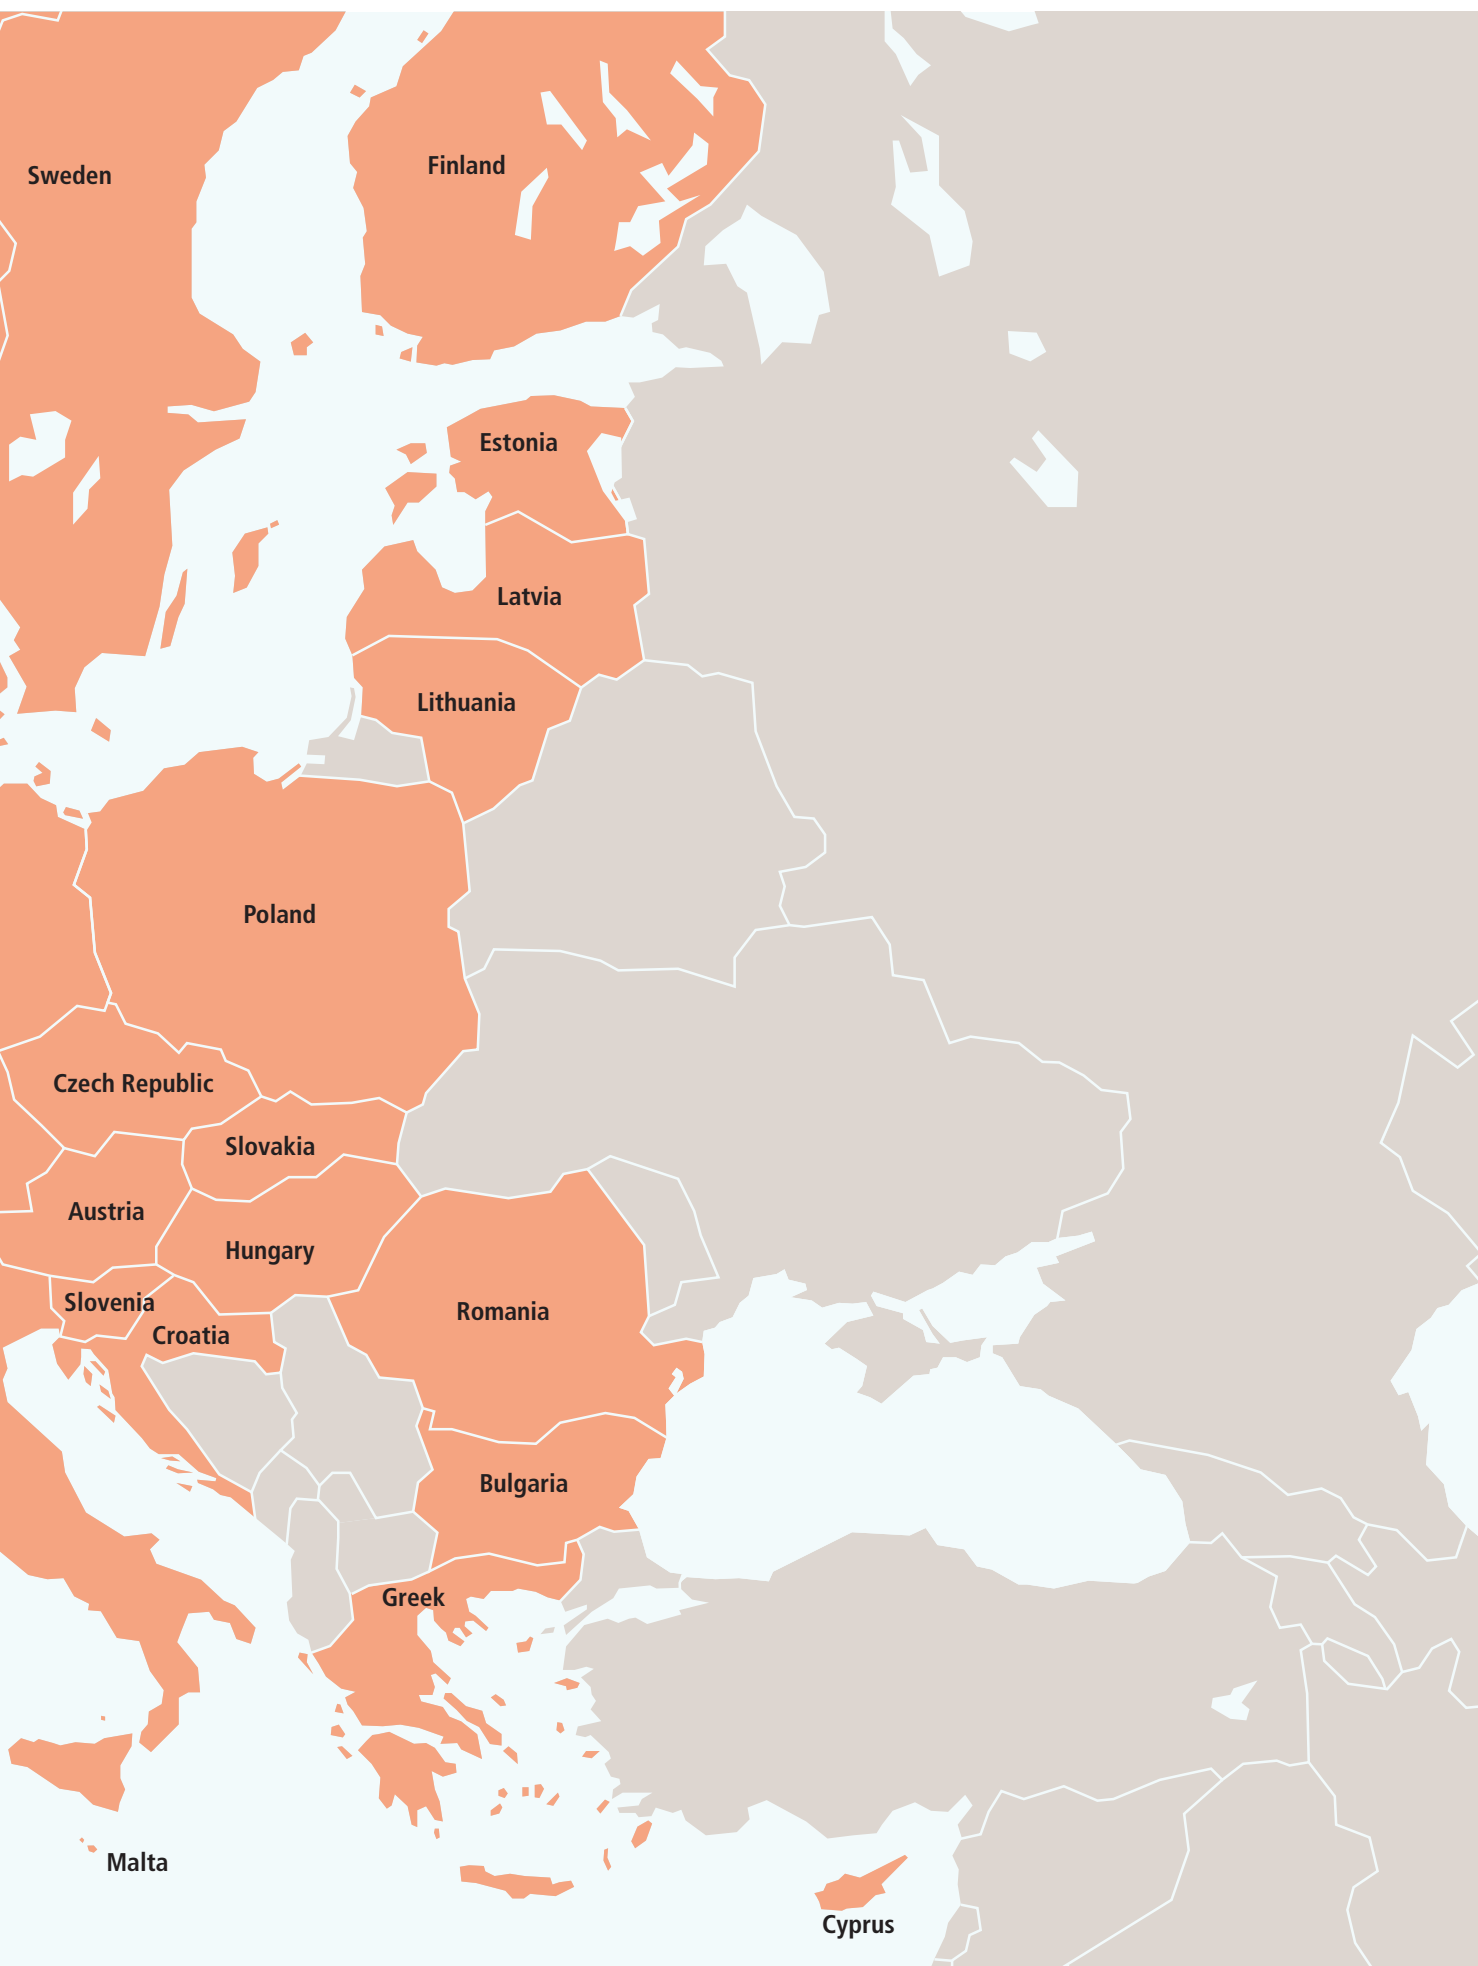 Sweden
Finland
Estonia
Latvia
Lithuania
Poland
Czech Republic
Slovakia
Austria
Hungary
Slovenia
Romania
Croatia
Bulgaria
Greek
Malta
Cyprus